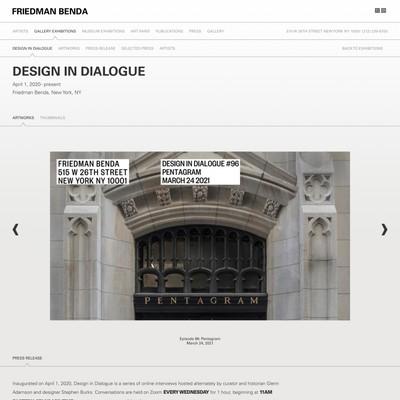 FRIEDMAN BENDA
ARTISTS GALLERY EXHIBITIONS MUSEUM EXHIBITIONS ART FAIRS PUBLICATIONS PRESS GALLERY
515 W 26TH STREET NEW YORK NY 10001 (212) 239-8700
DESIGN IN DIALOGUE ARTWORKS PRESS RELEASE SELECTED PRESS ARTISTS BACK TO EXHIBITIONS
DESIGN IN DIALOGUE
April 1, 2020- present
Friedman Benda, New York, NY
ARTWORKS THUMBNAILS
FRIEDMAN BENDA
515 W 26TH STREET
NEW YORK NY 10001
DESIGN IN DIALOGUE #96
PENTAGRAM
MARCH 24 2021
PENTAGRAM
Episode 96: Pentagram
March 24, 2021
PRESS RELEASE
Inaugurated on April 1, 2020, Design in Dialogue is a series of online interviews hosted alternately by curator and historian Glenn
Adamson and designer Stephen Burks. Conversations are held on Zoom EVERY WEDNESDAY for 1 hour, beginning at 11AM